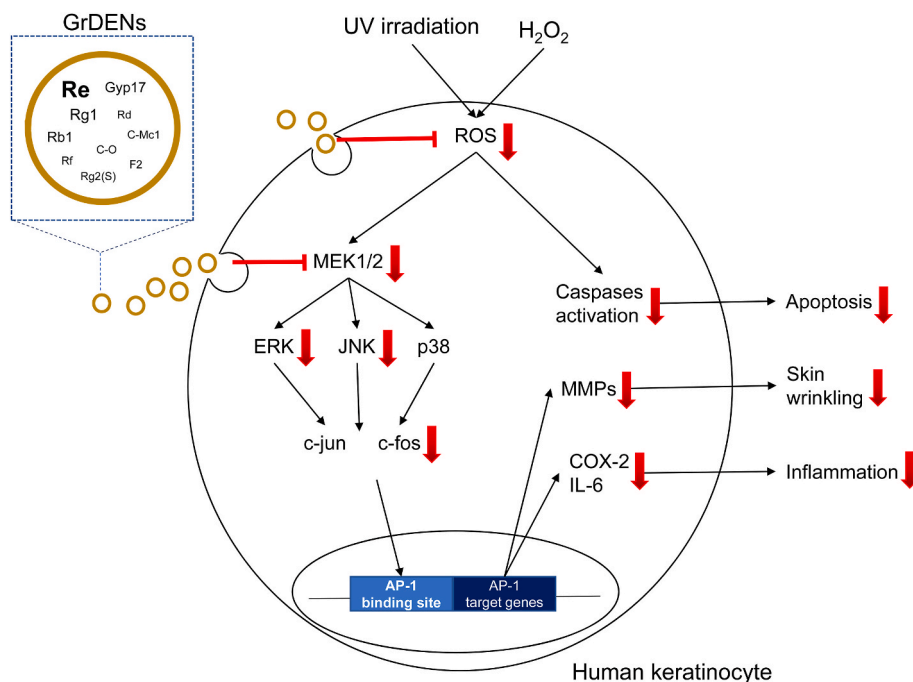 GrDENs
Re
Gyp17
Rg1
Rd
Rb1
C-Mc1
C-O
Rf
F2
Rg2(S)
UV irradiation
H₂O₂
ROS
MEK1/2
Caspases
activation
Apoptosis
ERK
JNK
p38
MMPs
Skin
wrinkling
c-jun
c-fos
COX-2
IL-6
Inflammation
AP-1
binding site
AP-1
target genes
Human keratinocyte